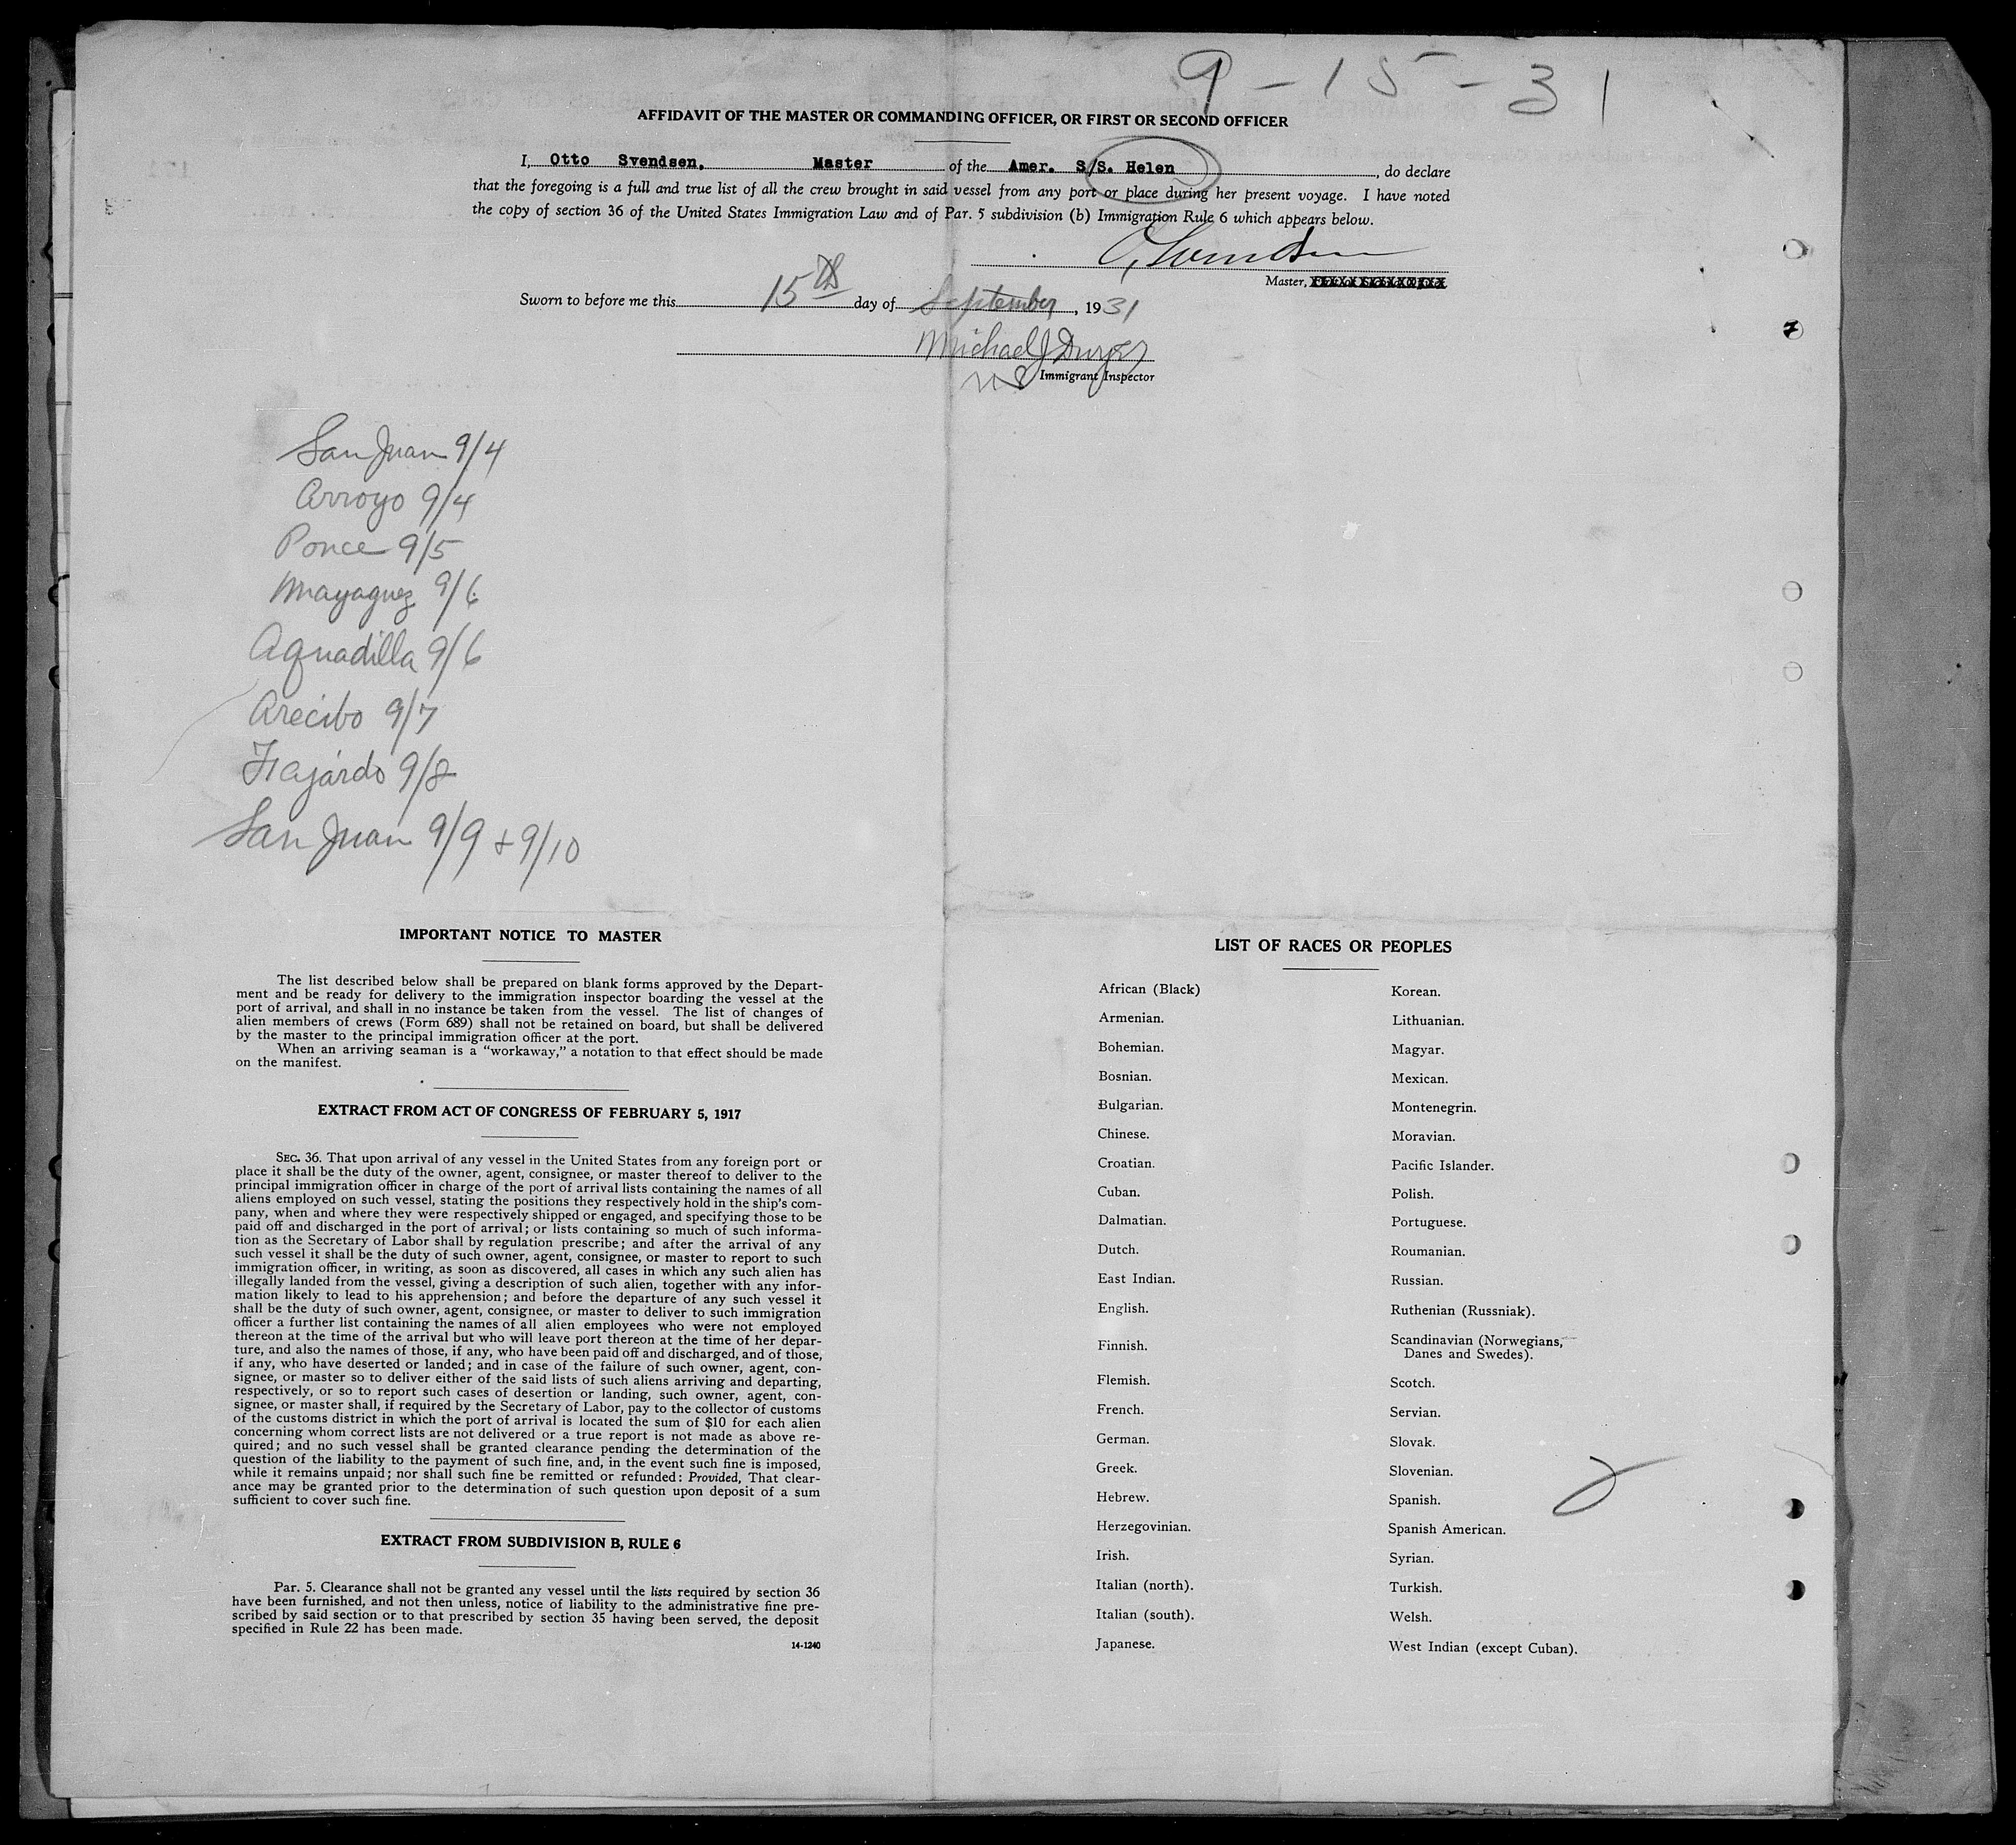 9-15-31
AFFIDAVIT OF THE MASTER OR COMMANDING OFFICER, OR FIRST OR SECOND OFFICER
I, Otto Svendsen, Master of the Amer. S/S. Helen, do declare
that the foregoing is a full and true list of all the crew brought in said vessel from any port or place during her present voyage. I have noted
the copy of section 36 of the United States Immigration Law and of Par. 5 subdivision (b) Immigration Rule 6 which appears below.
O, Svendsen
Master,
Sworn to before me this 15th day of September, 1931
Michael J Dwyer
Immigrant Inspector
San Juan 9/4
Arroyo 9/4
Ponce 9/5
Mayaguez 9/6
Aquadilla 9/6
Arecibo 9/7
Fajardo 9/8
San Juan 9/9 + 9/10
IMPORTANT NOTICE TO MASTER
The list described below shall be prepared on blank forms approved by the Depart-
ment and be ready for delivery to the immigration inspector boarding the vessel at the
port of arrival, and shall in no instance be taken from the vessel. The list of changes of
alien members of crews (Form 689) shall not be retained on board, but shall be delivered
by the master to the principal immigration officer at the port.
When an arriving seaman is a "workaway," a notation to that effect should be made
on the manifest.
EXTRACT FROM ACT OF CONGRESS OF FEBRUARY 5, 1917
SEC. 36. That upon arrival of any vessel in the United States from any foreign port or
place it shall be the duty of the owner, agent, consignee, or master thereof to deliver to the
principal immigration officer in charge of the port of arrival lists containing the names of all
aliens employed on such vessel, stating the positions they respectively hold in the ship's com-
pany, when and where they were respectively shipped or engaged, and specifying those to be
paid off and discharged in the port of arrival; or lists containing so much of such informa-
tion as the Secretary of Labor shall by regulation prescribe; and after the arrival of any
such vessel it shall be the duty of such owner, agent, consignee, or master to report to such
immigration officer, in writing, as soon as discovered, all cases in which any such alien has
illegally landed from the vessel, giving a description of such alien, together with any infor-
mation likely to lead to his apprehension; and before the departure of any such vessel it
shall be the duty of such owner, agent, consignee, or master to deliver to such immigration
officer a further list containing the names of all alien employees who were not employed
thereon at the time of the arrival but who will leave port thereon at the time of her depar-
ture, and also the names of those, if any, who have been paid off and discharged, and of those,
if any, who have deserted or landed; and in case of the failure of such owner, agent, con-
signee, or master so to deliver either of the said lists of such aliens arriving and departing,
respectively, or so to report such cases of desertion or landing, such owner, agent, con-
signee, or master shall, if required by the Secretary of Labor, pay to the collector of customs
of the customs district in which the port of arrival is located the sum of $10 for each alien
concerning whom correct lists are not delivered or a true report is not made as above re-
quired; and no such vessel shall be granted clearance pending the determination of the
question of the liability to the payment of such fine, and, in the event such fine is imposed,
while it remains unpaid; nor shall such fine be remitted or refunded: Provided, That clear-
ance may be granted prior to the determination of such question upon deposit of a sum
sufficient to cover such fine.
EXTRACT FROM SUBDIVISION B, RULE 6
Par. 5. Clearance shall not be granted any vessel until the lists required by section 36
have been furnished, and not then unless, notice of liability to the administrative fine pre-
scribed by said section or to that prescribed by section 35 having been served, the deposit
specified in Rule 22 has been made.
14-1240
LIST OF RACES OR PEOPLES
African (Black)
Armenian.
Bohemian.
Bosnian.
Bulgarian.
Chinese.
Croatian.
Cuban.
Dalmatian.
Dutch.
East Indian.
English.
Finnish.
Flemish.
French.
German.
Greek.
Hebrew.
Herzegovinian.
Irish.
Italian (north).
Italian (south).
Japanese.
Korean.
Lithuanian.
Magyar.
Mexican.
Montenegrin.
Moravian.
Pacific Islander.
Polish.
Portuguese.
Roumanian.
Russian.
Ruthenian (Russniak).
Scandinavian (Norwegians,
Danes and Swedes).
Scotch.
Servian.
Slovak.
Slovenian.
Spanish.
Spanish American.
Syrian.
Turkish.
Welsh.
West Indian (except Cuban).